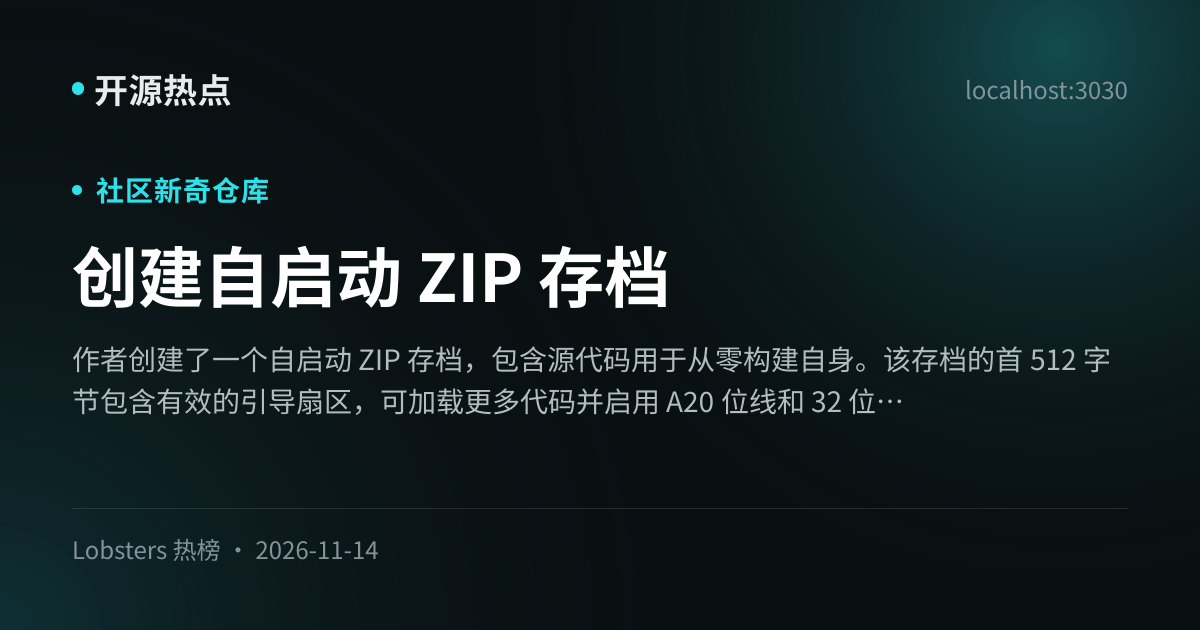 开源热点
localhost:3030
社区新奇仓库
创建自启动 ZIP 存档
作者创建了一个自启动 ZIP 存档，包含源代码用于从零构建自身。该存档的首 512 字
节包含有效的引导扇区，可加载更多代码并启用 A20 位线和 32 位…
Lobsters 热榜 • 2026-11-14